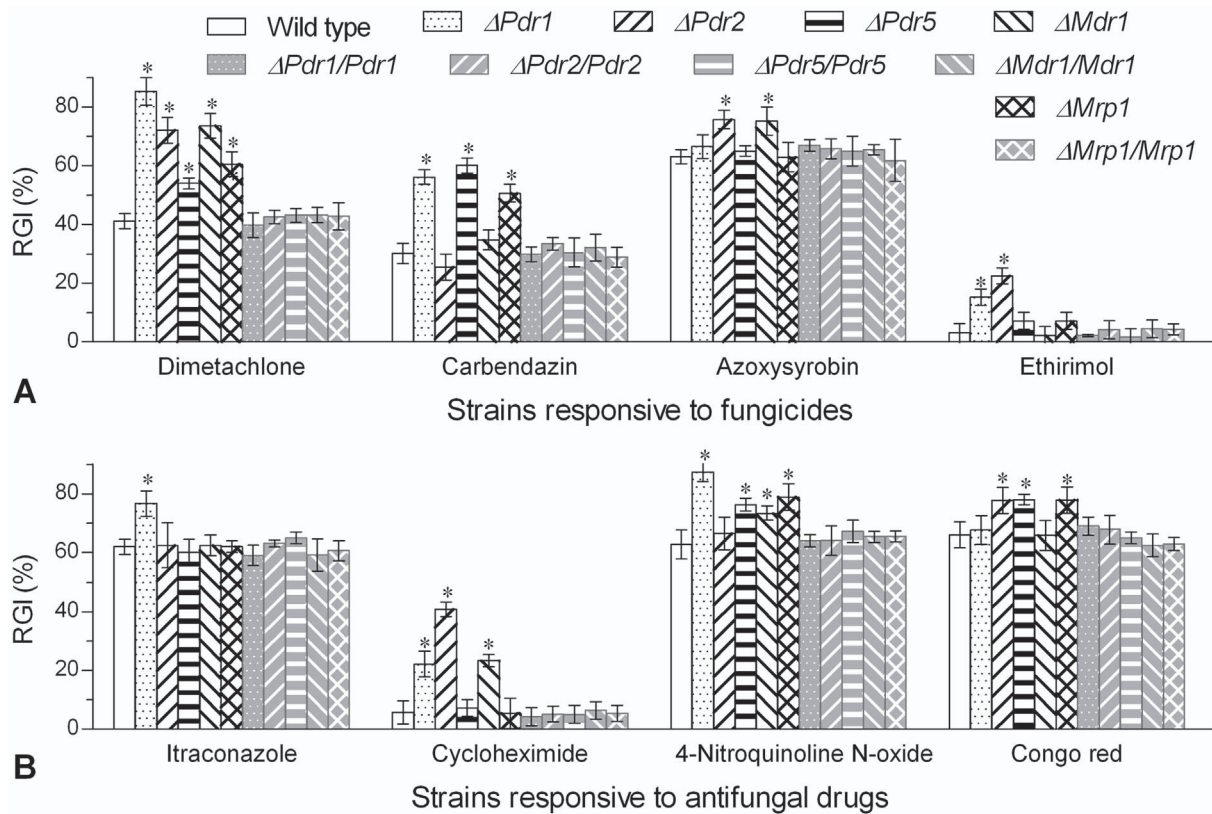 Wild type ΔPdr1 ΔPdr2 ΔPdr5 ΔMdr1
ΔPdr1/Pdr1 ΔPdr2/Pdr2 ΔPdr5/Pdr5 ΔMdr1/Mdr1
ΔMrp1
ΔMrp1/Mrp1
RGI (%)
80
60
40
20
0
* * * * *
* * *
* *
* *
Dimetachlone Carbendazin Azoxysyrobin Ethirimol
A
Strains responsive to fungicides
RGI (%)
80
60
40
20
0
*
* * *
* * * *
* * *
Itraconazole Cycloheximide 4-Nitroquinoline N-oxide Congo red
B
Strains responsive to antifungal drugs